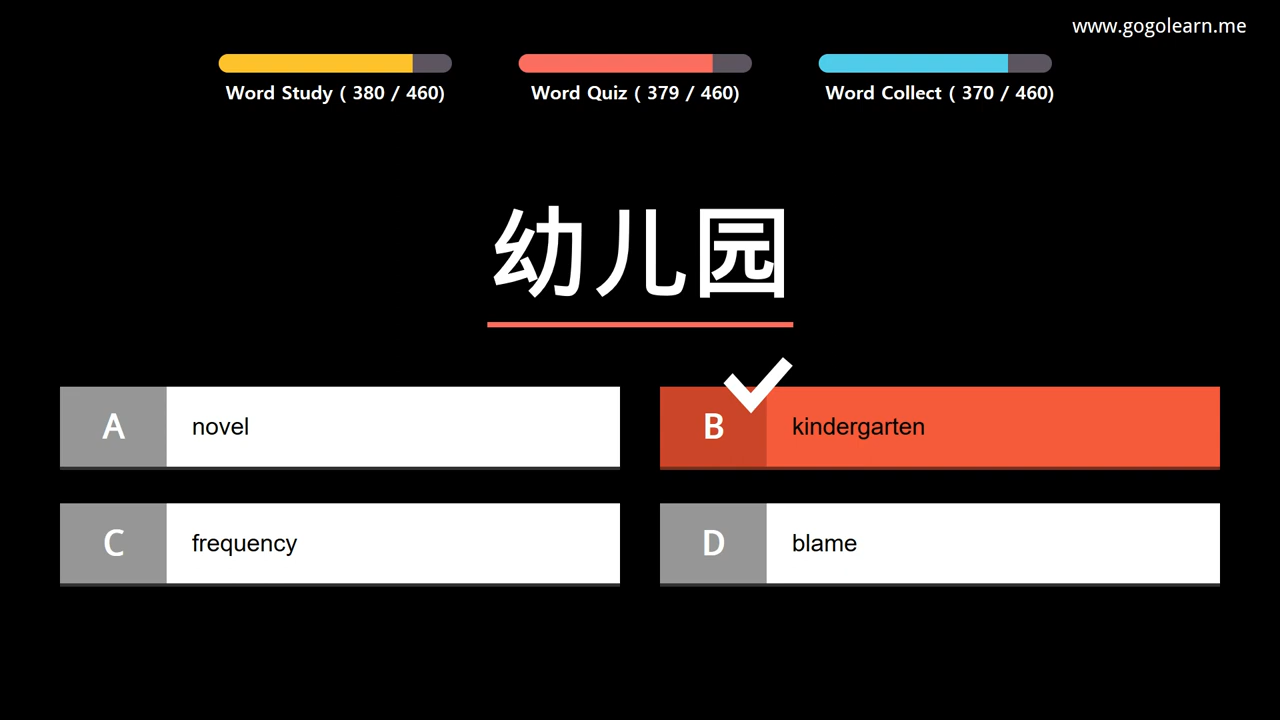 www.gogolearn.me
Word Study ( 380 / 460)
Word Quiz ( 379 / 460)
Word Collect ( 370 / 460)
幼儿园
A novel
B kindergarten
C frequency
D blame